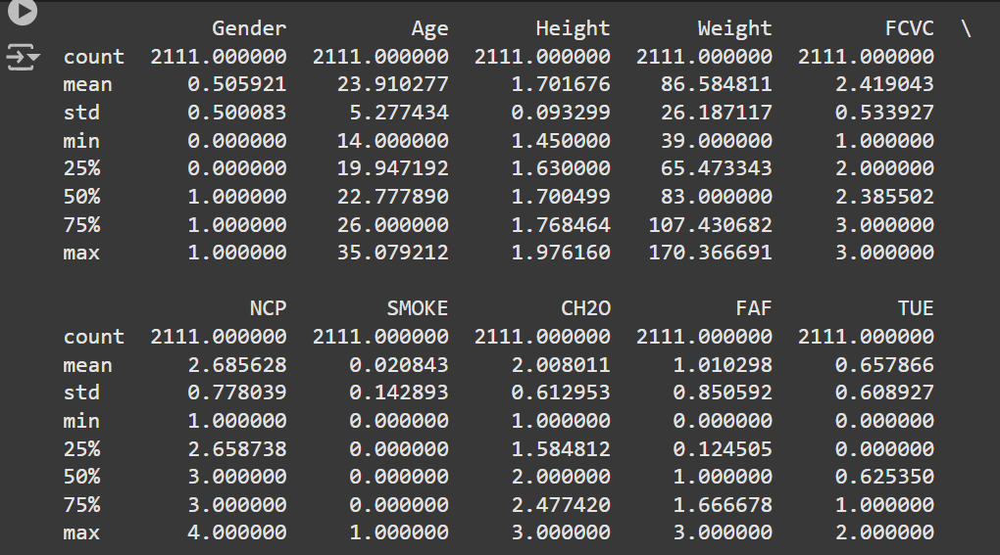 Gender Age Height Weight FCVC \
count 2111.000000 2111.000000 2111.000000 2111.000000 2111.000000
mean 0.505921 23.910277 1.701676 86.584811 2.419043
std 0.500083 5.277434 0.093299 26.187117 0.533927
min 0.000000 14.000000 1.450000 39.000000 1.000000
25% 0.000000 19.947192 1.630000 65.473343 2.000000
50% 1.000000 22.777890 1.700499 83.000000 2.385502
75% 1.000000 26.000000 1.768464 107.430682 3.000000
max 1.000000 35.079212 1.976160 170.366691 3.000000
NCP SMOKE CH2O FAF TUE
count 2111.000000 2111.000000 2111.000000 2111.000000 2111.000000
mean 2.685628 0.020843 2.008011 1.010298 0.657866
std 0.778039 0.142893 0.612953 0.850592 0.608927
min 1.000000 0.000000 1.000000 0.000000 0.000000
25% 2.658738 0.000000 1.584812 0.124505 0.000000
50% 3.000000 0.000000 2.000000 1.000000 0.625350
75% 3.000000 0.000000 2.477420 1.666678 1.000000
max 4.000000 1.000000 3.000000 3.000000 2.000000